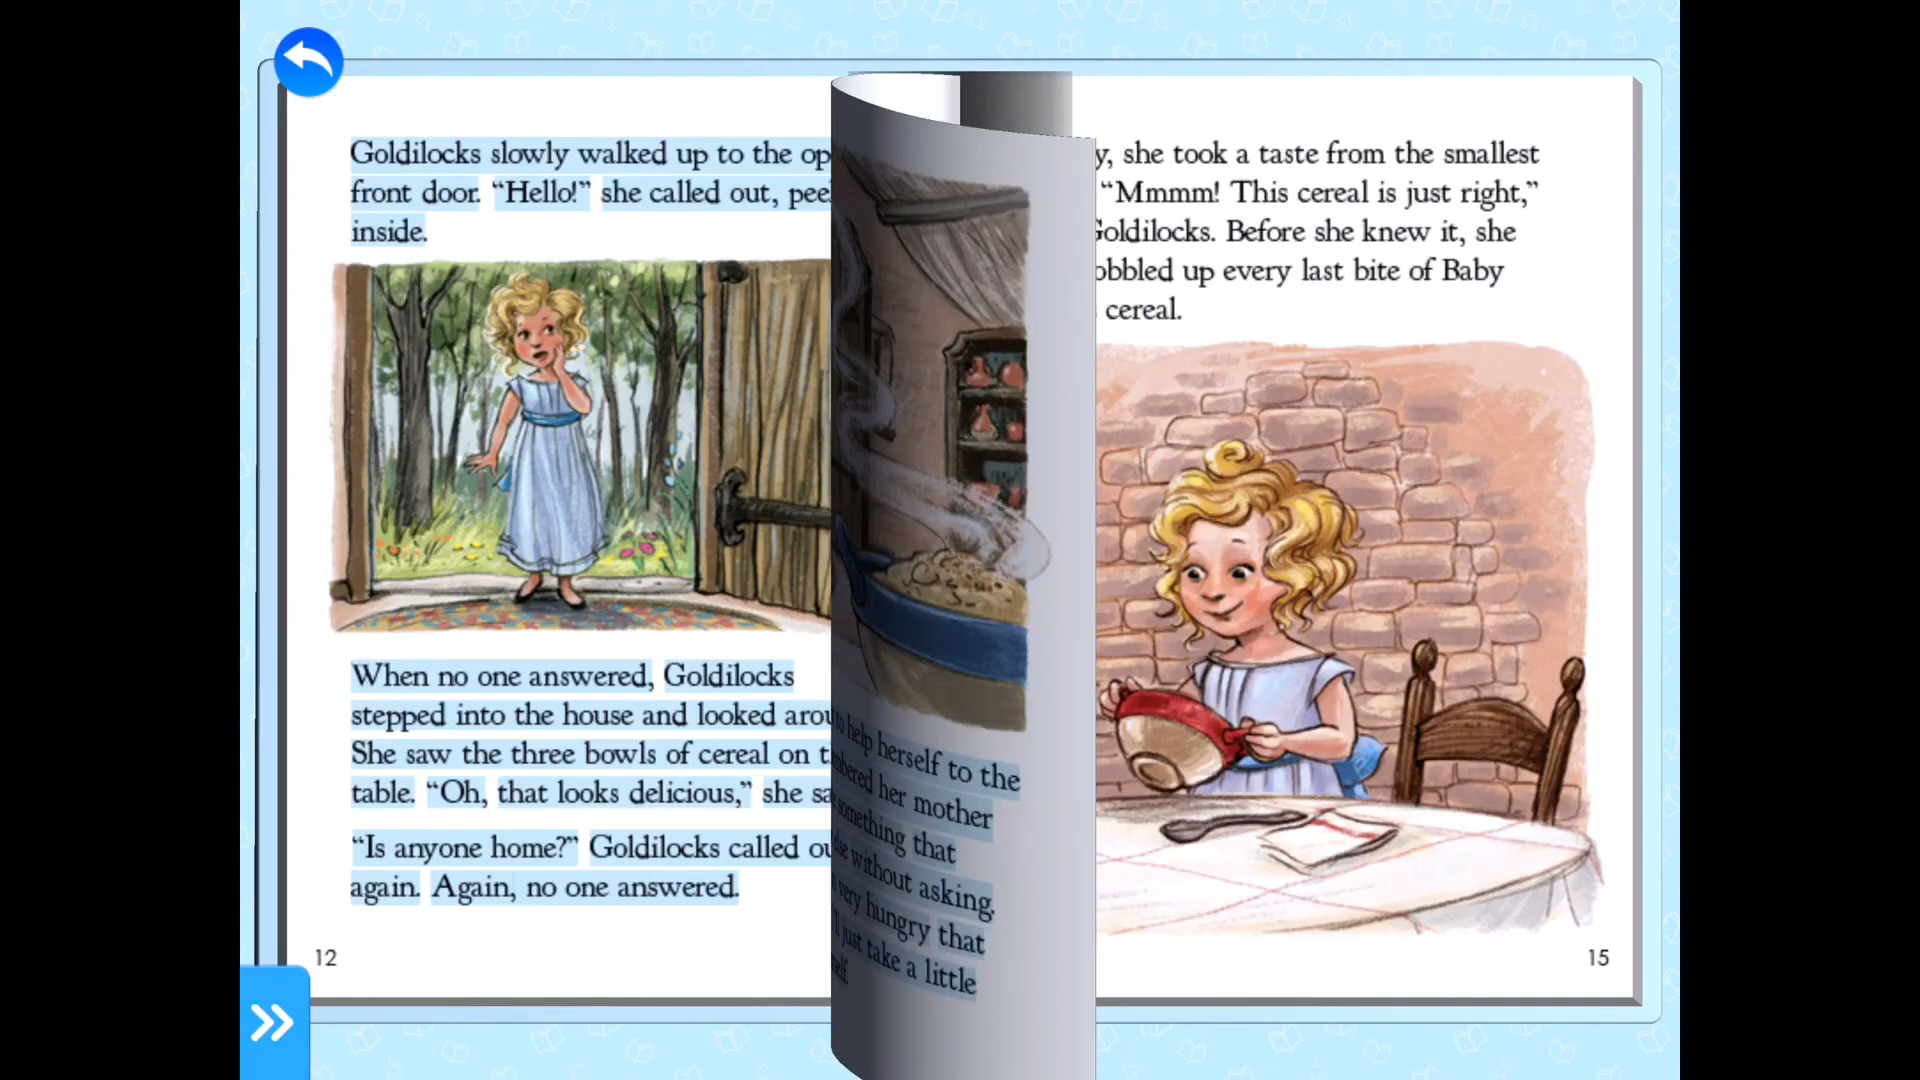 Goldilocks slowly walked up to the op
front door. “Hello!” she called out, pee
inside.
When no one answered, Goldilocks
stepped into the house and looked arou
She saw the three bowls of cereal on t
table. “Oh, that looks delicious,” she sa
“Is anyone home?” Goldilocks called ou
again. Again, no one answered.
12
to help herself to the
her mother
something that
without asking.
very hungry that
just take a little
y, she took a taste from the smallest
“Mmmm! This cereal is just right,”
Goldilocks. Before she knew it, she
obbled up every last bite of Baby
cereal.
15